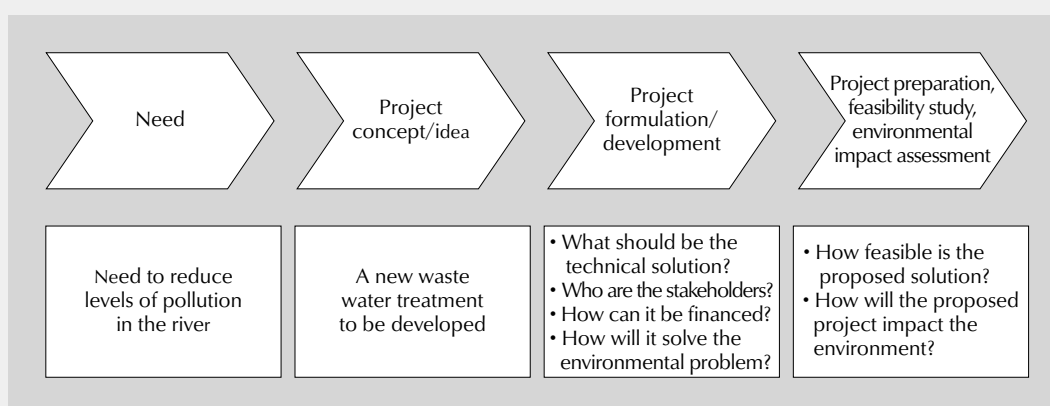 Need
Project
concept/idea
Project
formulation/
development
Project preparation,
feasibility study,
environmental
impact assessment
Need to reduce
levels of pollution
in the river
A new waste
water treatment
to be developed
• What should be the
technical solution?
• Who are the stakeholders?
• How can it be financed?
• How will it solve the
environmental problem?
• How feasible is the
proposed solution?
• How will the proposed
project impact the
environment?